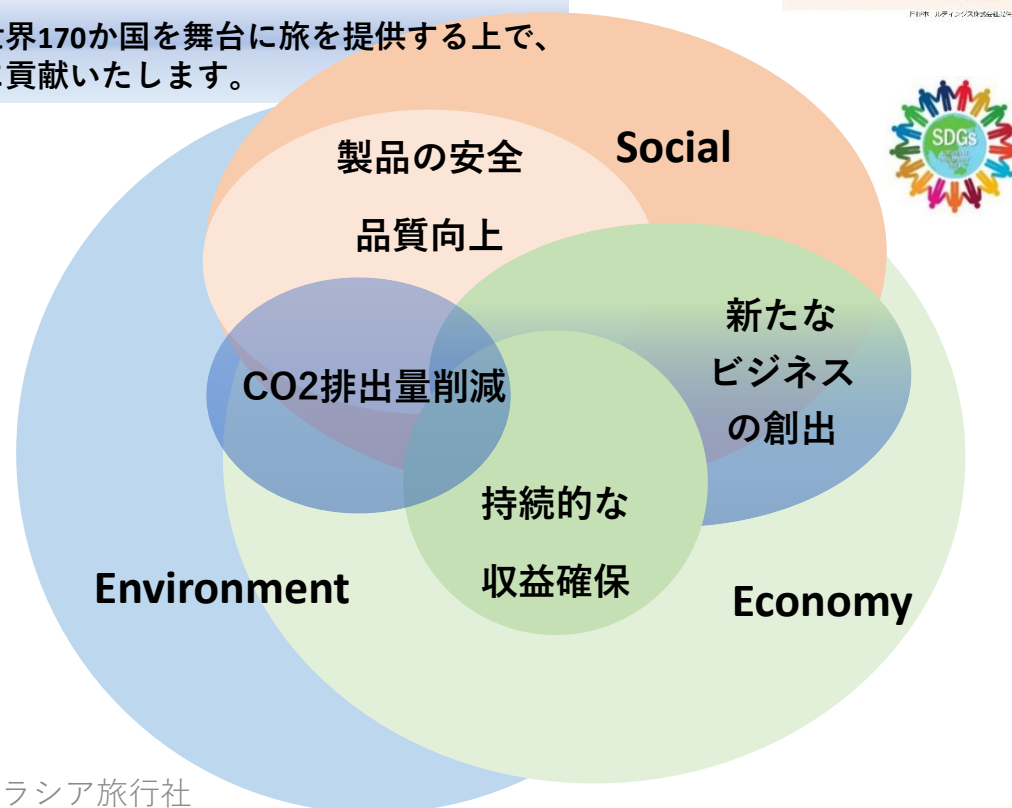 世界170か国を舞台に旅を提供する上で、
に貢献いたします。
製品の安全
Social
SDGs
品質向上
新たな
ビジネス
の創出
CO2排出量削減
持続的な
収益確保
Environment
Economy
ラシア旅行社